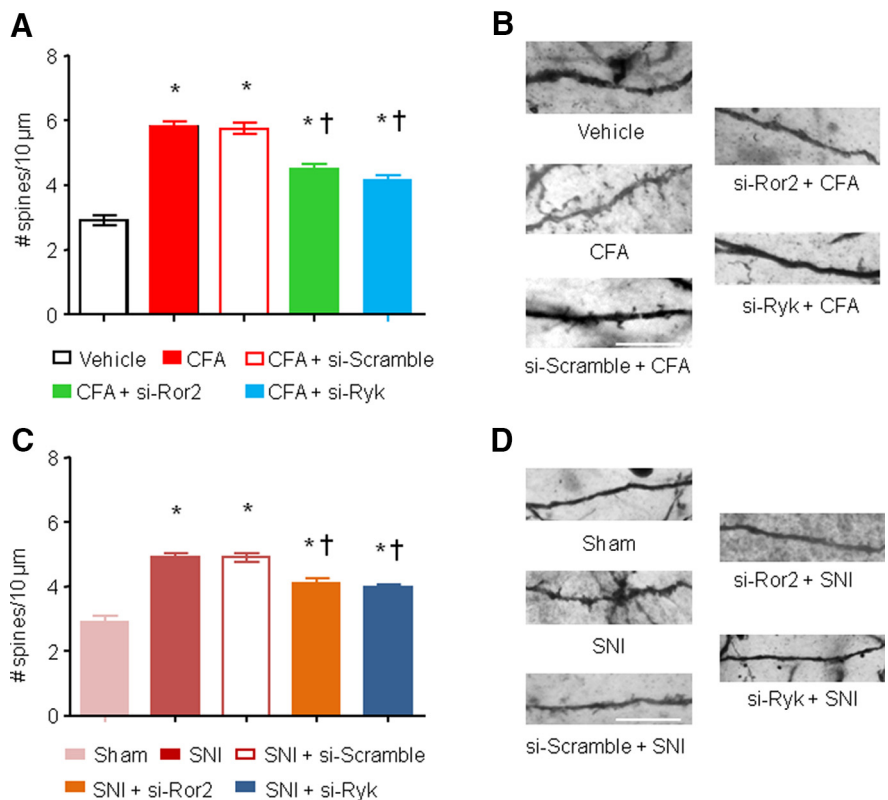 A
8
6
4
2
0
# spines/10 µm
* * *† *†
Vehicle CFA CFA + si-Scramble
CFA + si-Ror2 CFA + si-Ryk
B
Vehicle
CFA
si-Scramble + CFA
si-Ror2 + CFA
si-Ryk + CFA
C
8
6
4
2
0
# spines/10 µm
* * *† *†
Sham SNI SNI + si-Scramble
SNI + si-Ror2 SNI + si-Ryk
D
Sham
SNI
si-Scramble + SNI
si-Ror2 + SNI
si-Ryk + SNI